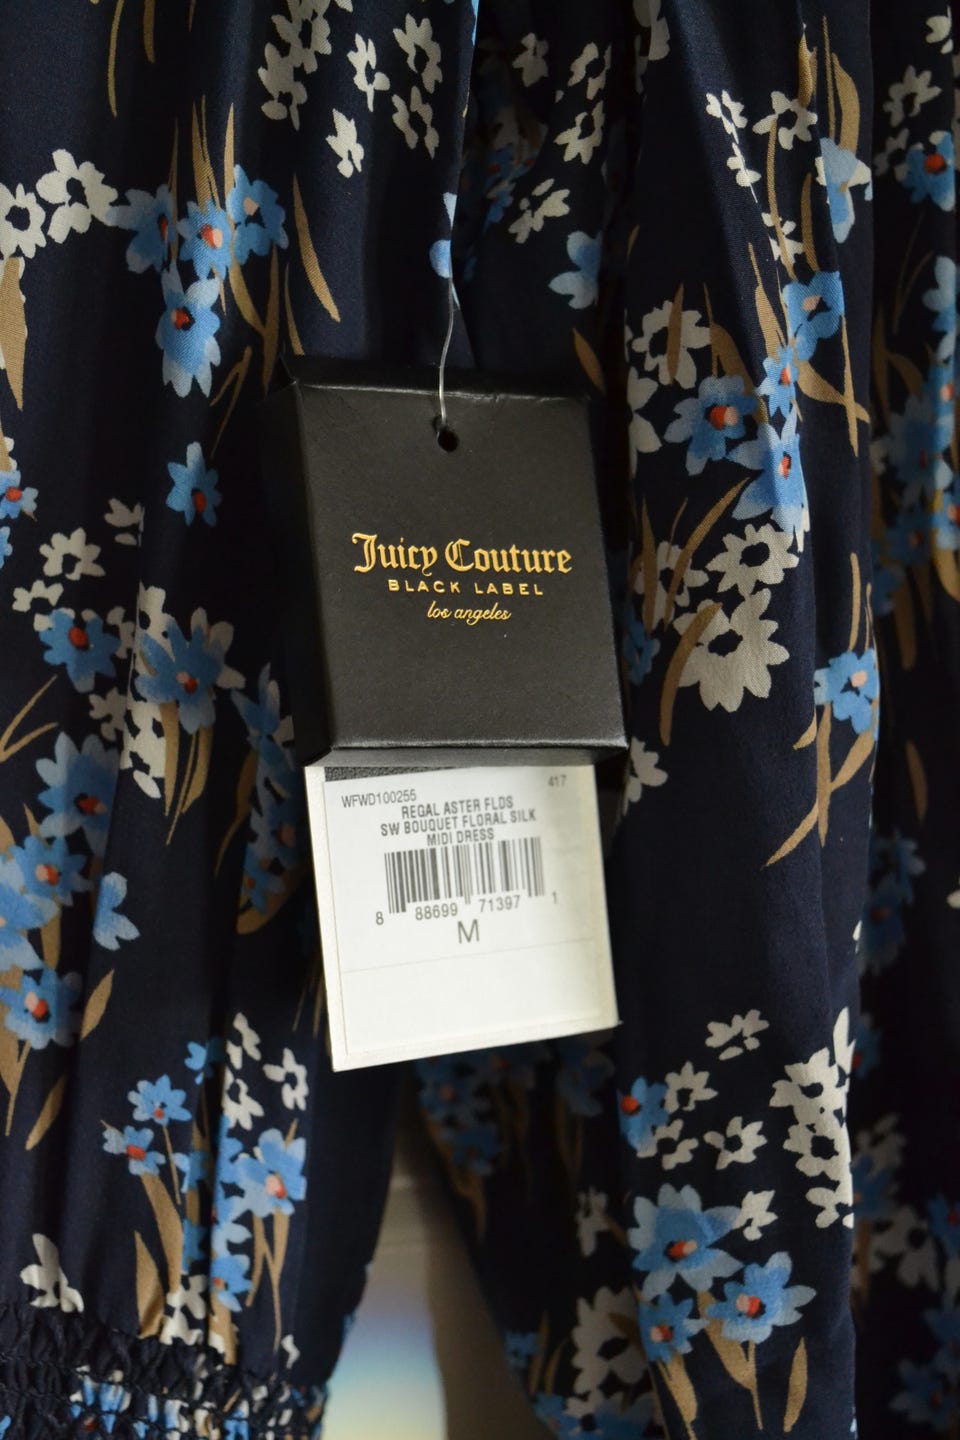 Juicy Couture
BLACK LABEL
los angeles
WFWD100255 417
REGAL ASTER FLDS
SW BOUQUET FLORAL SILK
MIDI DRESS
8 88699 71397 1
M